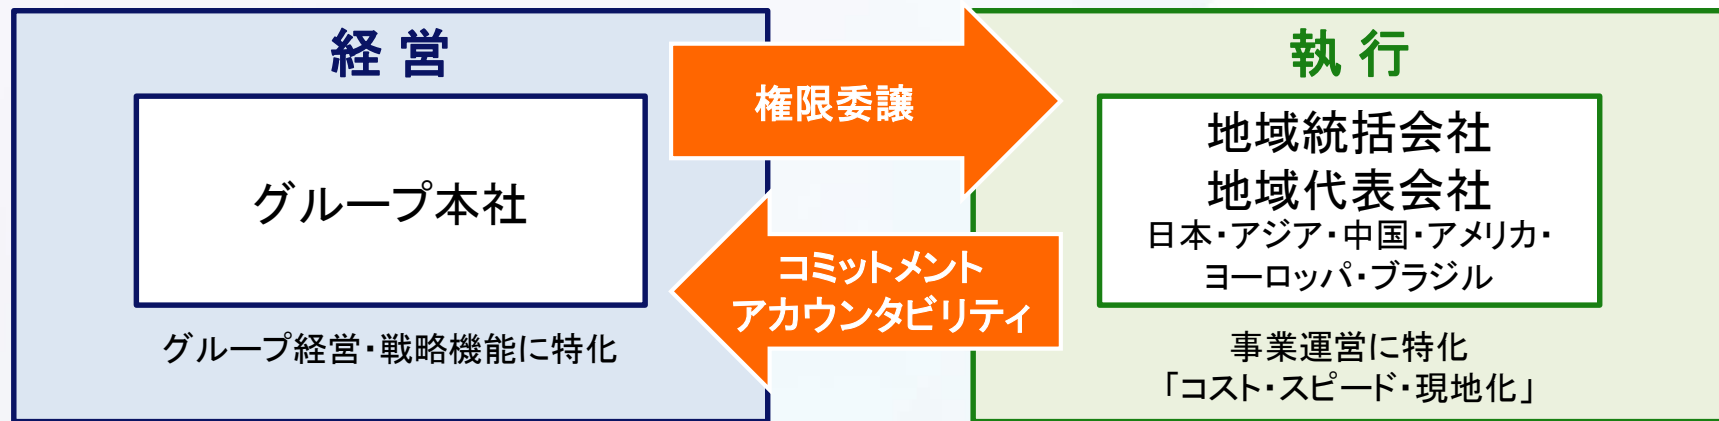 経営
グループ本社
グループ経営・戦略機能に特化
権限委譲
コミットメント
アカウンタビリティ
執行
地域統括会社
地域代表会社
日本・アジア・中国・アメリカ・
ヨーロッパ・ブラジル
事業運営に特化
「コスト・スピード・現地化」